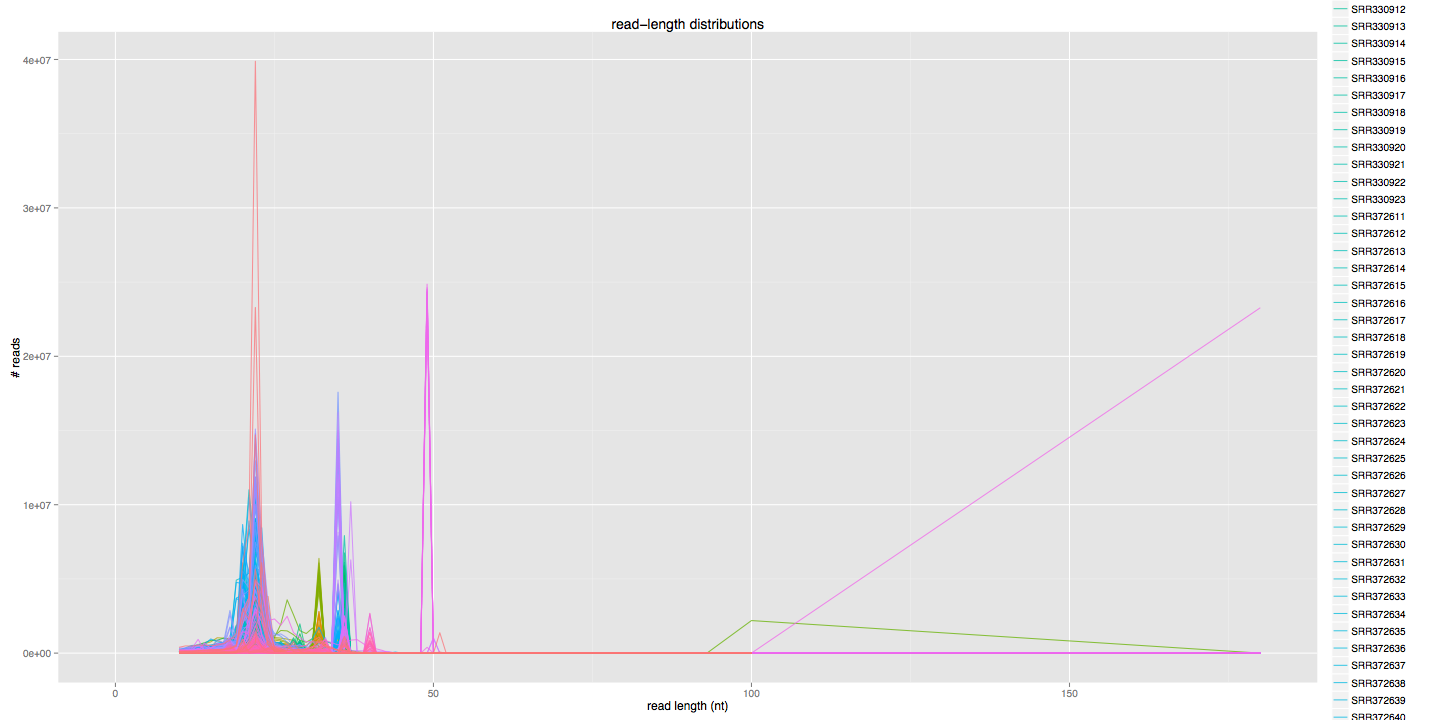 read-length distributions
# reads
4e+07
3e+07
2e+07
1e+07
0e+00
0
50
100
150
read length (nt)
SRR330912
SRR330913
SRR330914
SRR330915
SRR330916
SRR330917
SRR330918
SRR330919
SRR330920
SRR330921
SRR330922
SRR330923
SRR372611
SRR372612
SRR372613
SRR372614
SRR372615
SRR372616
SRR372617
SRR372618
SRR372619
SRR372620
SRR372621
SRR372622
SRR372623
SRR372624
SRR372625
SRR372626
SRR372627
SRR372628
SRR372629
SRR372630
SRR372631
SRR372632
SRR372633
SRR372634
SRR372635
SRR372636
SRR372637
SRR372638
SRR372639
SRR372640